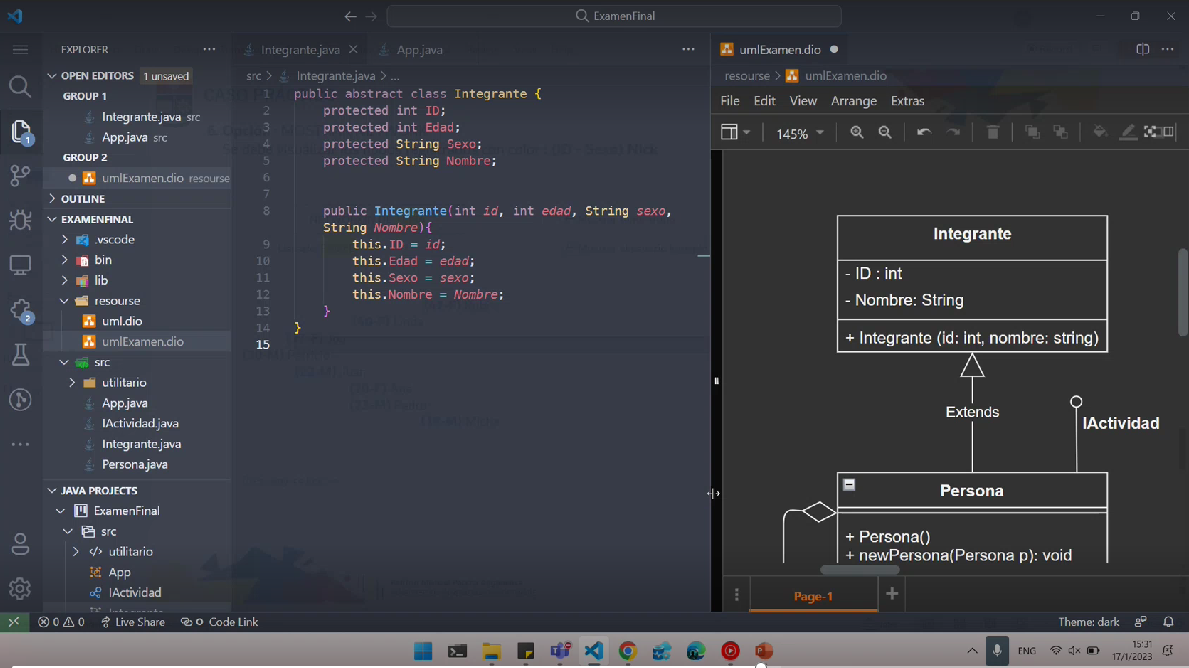 ExamenFinal
EXPLORER
OPEN EDITORS
1 unsaved
GROUP 1
Integrante.java src
App.java src
GROUP 2
umlExamen.dio resourse
OUTLINE
EXAMENFINAL
.vscode
bin
lib
resourse
uml.dio
umlExamen.dio
src
utilitario
App.java
IActividad.java
Integrante.java
Persona.java
JAVA PROJECTS
ExamenFinal
src
utilitario
App
IActividad
Integrante
1
2
Integrante.java
App.java
src > Integrante.java > ...
1 public abstract class Integrante {
2 protected int ID;
3 protected int Edad;
4 protected String Sexo;
5 protected String Nombre;
6
7
8 public Integrante(int id, int edad, String sexo,
String Nombre){
9 this.ID = id;
10 this.Edad = edad;
11 this.Sexo = sexo;
12 this.Nombre = Nombre;
13 }
14 }
15
umlExamen.dio
resourse > umlExamen.dio
File Edit View Arrange Extras
145%
Integrante
- ID : int
- Nombre: String
+ Integrante (id: int, nombre: string)
Extends
IActividad
Persona
+ Persona()
+ newPersona(Persona p): void
Page-1
0 0 Live Share 0 Code Link
Theme: dark
ENG
15:31
17/1/2023